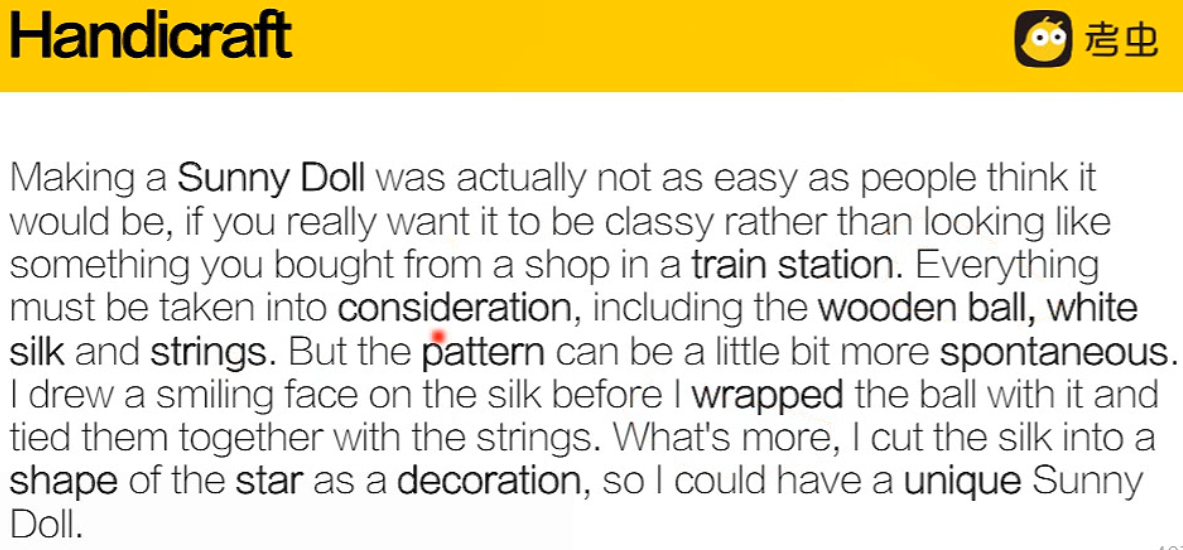 Handicraft
考虫
Making a Sunny Doll was actually not as easy as people think it
would be, if you really want it to be classy rather than looking like
something you bought from a shop in a train station. Everything
must be taken into consideration, including the wooden ball, white
silk and strings. But the pattern can be a little bit more spontaneous.
I drew a smiling face on the silk before I wrapped the ball with it and
tied them together with the strings. What's more, I cut the silk into a
shape of the star as a decoration, so I could have a unique Sunny
Doll.